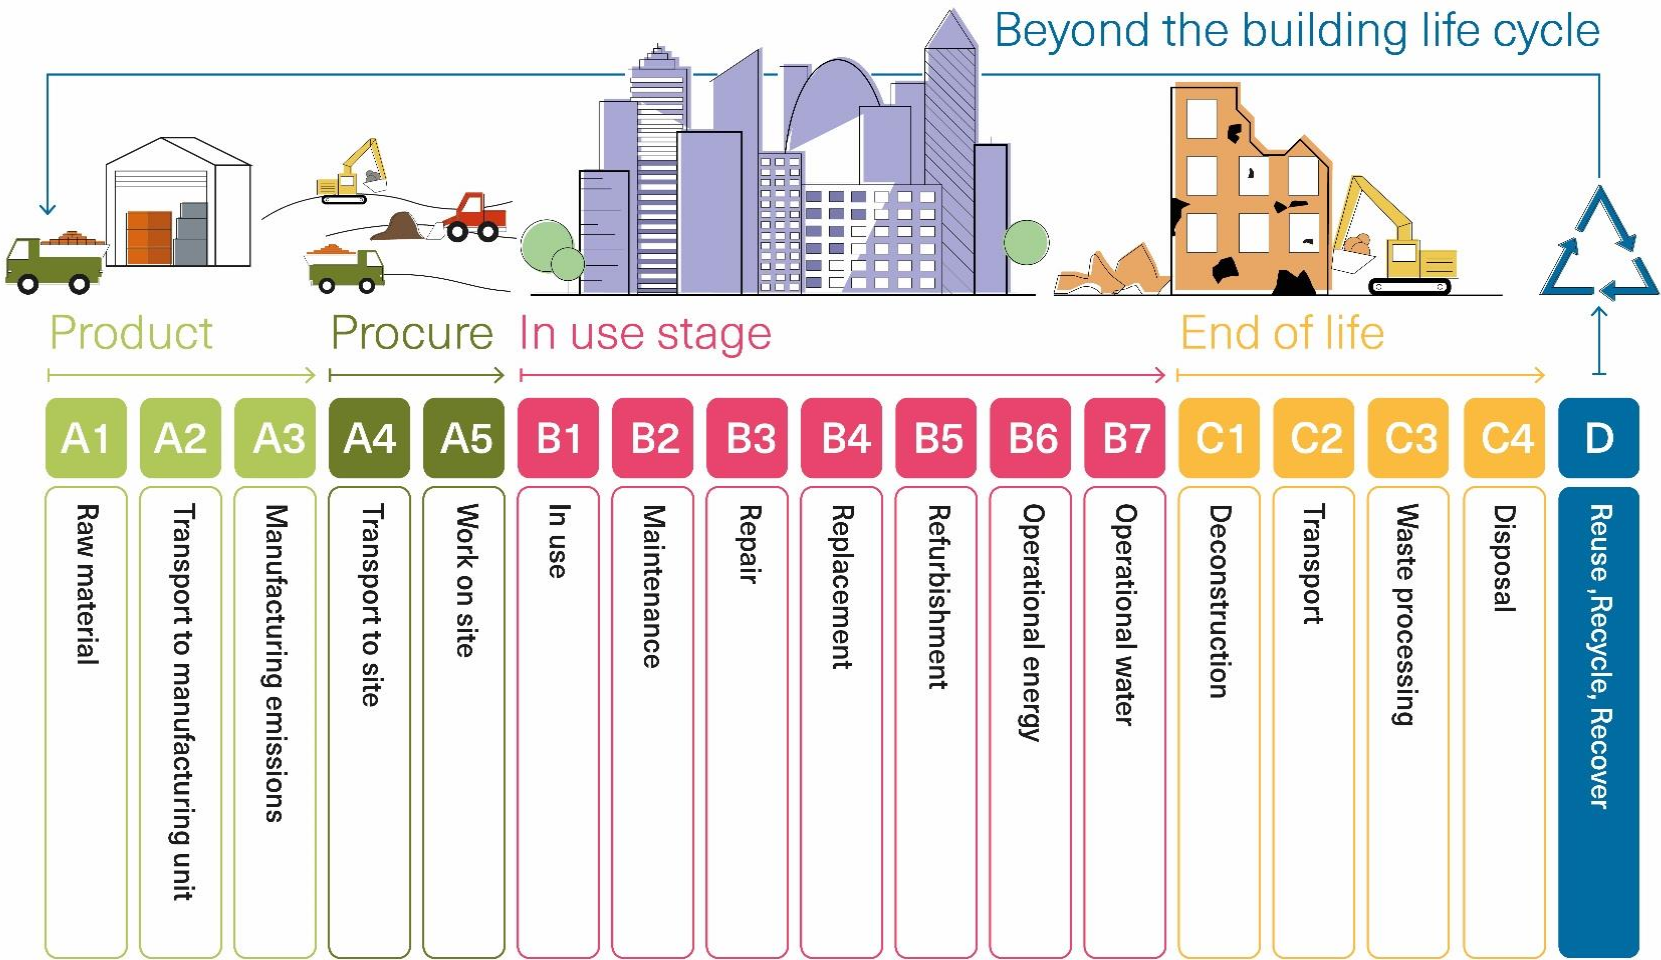 Beyond the building life cycle
Product
Procure
In use stage
End of life
A1
A2
A3
A4
A5
B1
B2
B3
B4
B5
B6
B7
C1
C2
C3
C4
D
Raw material
Transport to manufacturing unit
Manufacturing emissions
Transport to site
Work on site
In use
Maintenance
Repair
Replacement
Refurbishment
Operational energy
Operational water
Deconstruction
Transport
Waste processing
Disposal
Reuse ,Recycle, Recover